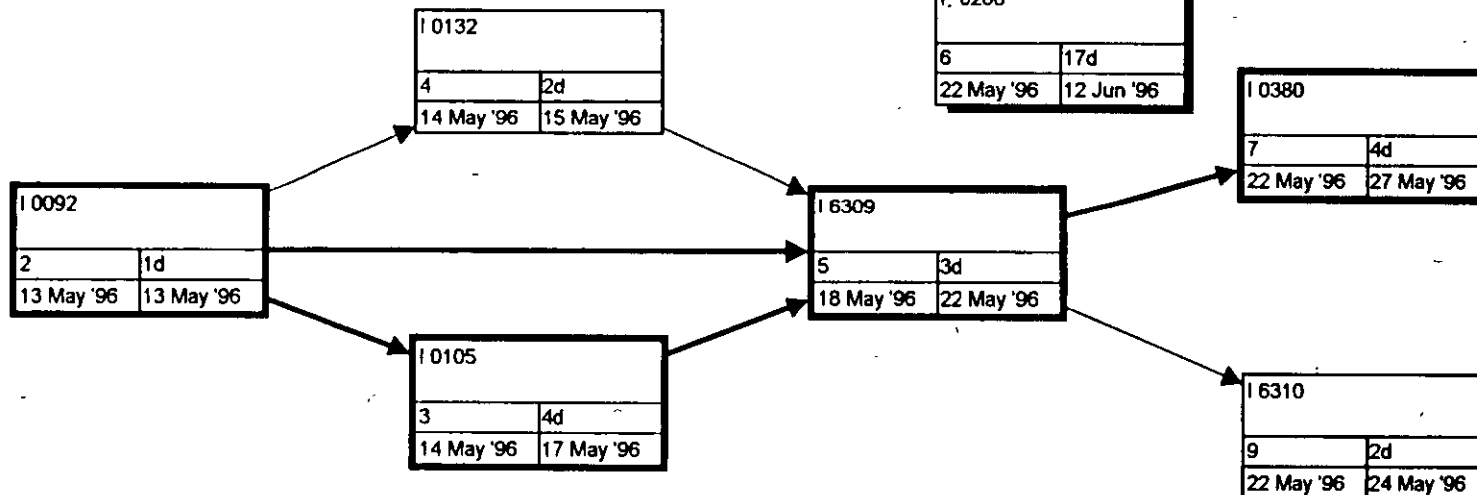 I 0132
4 2d
14 May '96 15 May '96
6 17d
22 May '96 12 Jun '96
I 0380
7 4d
22 May '96 27 May '96
I 0092
2 1d
13 May '96 13 May '96
I 6309
5 3d
18 May '96 22 May '96
I 0105
3 4d
14 May '96 17 May '96
I 6310
9 2d
22 May '96 24 May '96